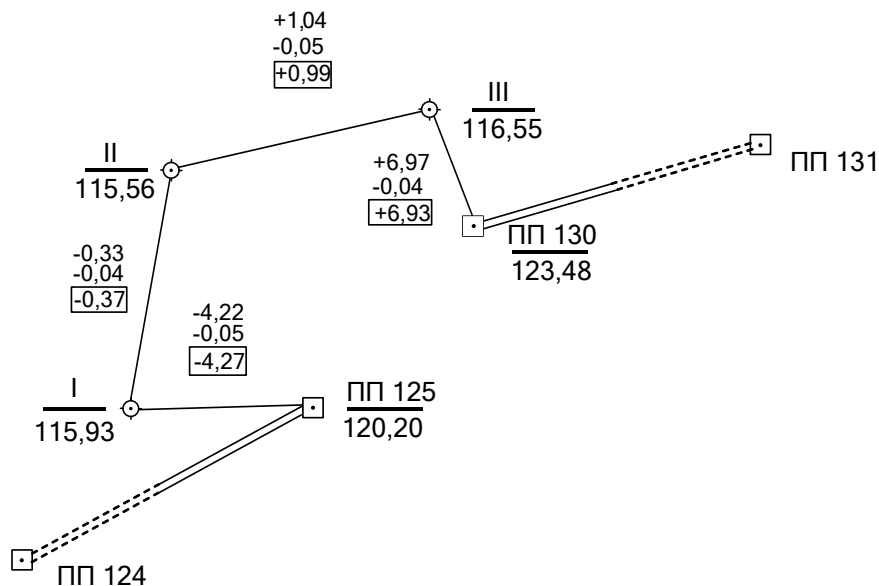 +1,04
-0,05
+0,99
III
116,55
ПП 131
II
115,56
+6,97
-0,04
+6,93
ПП 130
123,48
-0,33
-0,04
-0,37
-4,22
-0,05
-4,27
I
115,93
ПП 125
120,20
ПП 124